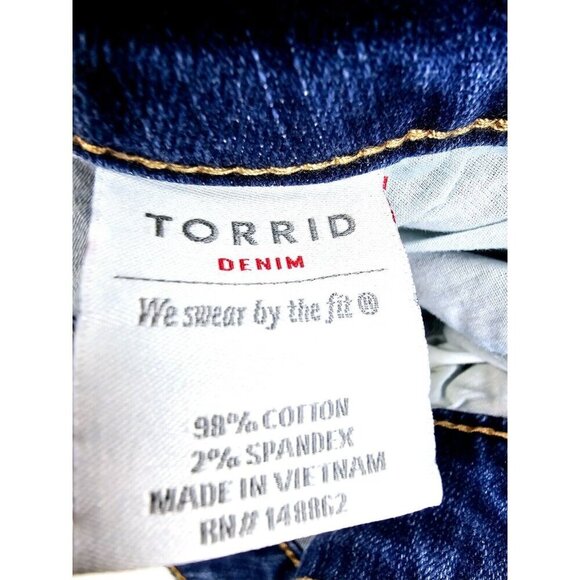 TORRID
DENIM
We swear by the fit ®
98% COTTON
2% SPANDEX
MADE IN VIETNAM
RN# 148862